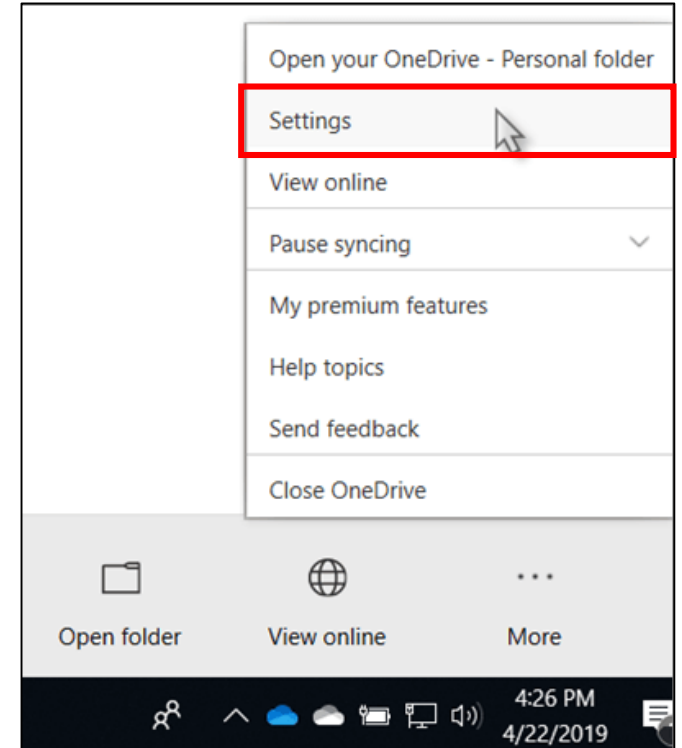 Open your OneDrive - Personal folder
Settings
View online
Pause syncing
My premium features
Help topics
Send feedback
Close OneDrive
Open folder
View online
More
4:26 PM
4/22/2019